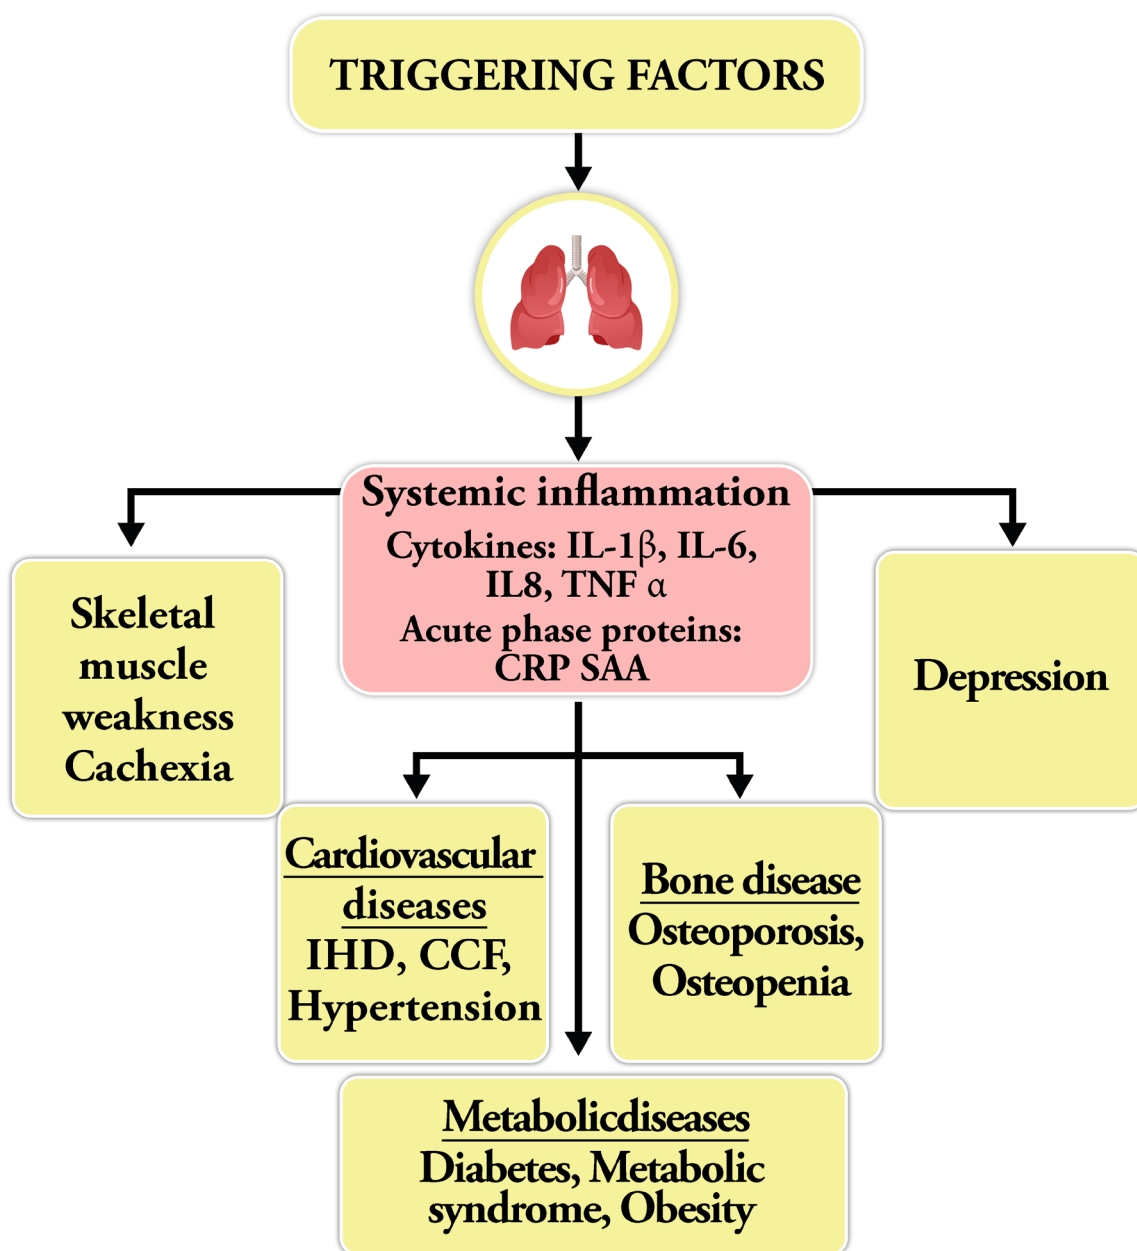 TRIGGERING FACTORS
Systemic inflammation
Cytokines: IL-1β, IL-6,
IL8, TNF α
Acute phase proteins:
CRP SAA
Skeletal
muscle
weakness
Cachexia
Depression
Cardiovascular
diseases
IHD, CCF,
Hypertension
Bone disease
Osteoporosis,
Osteopenia
Metabolicdiseases
Diabetes, Metabolic
syndrome, Obesity